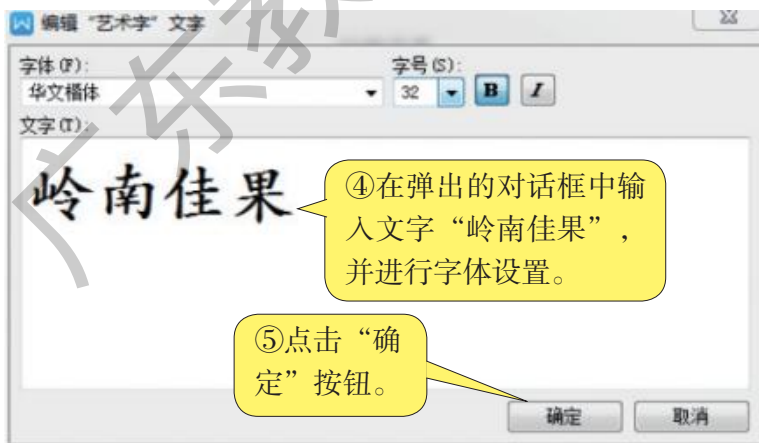 编辑“艺术字”文字
字体(F):
字号(S):
华文楷体
32
B
I
文字(T):
岭南佳果
④在弹出的对话框中输
入文字“岭南佳果”，
并进行字体设置。
⑤点击“确
定”按钮。
确定
取消
广东教